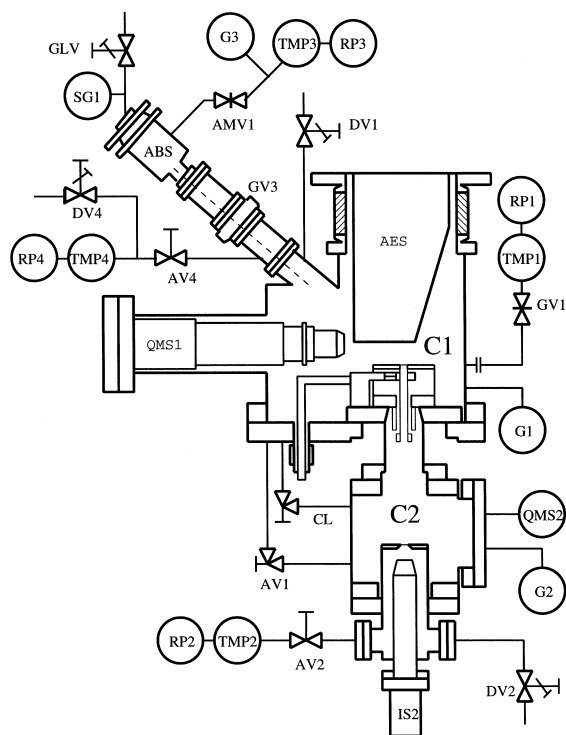 G3
TMP3
RP3
GLV
SG1
AMV1
DV1
ABS
GV3
RP1
DV4
AES
RP4
TMP4
AV4
TMP1
GV1
QMS1
C1
G1
CL
C2
QMS2
AV1
G2
RP2
TMP2
AV2
DV2
IS2